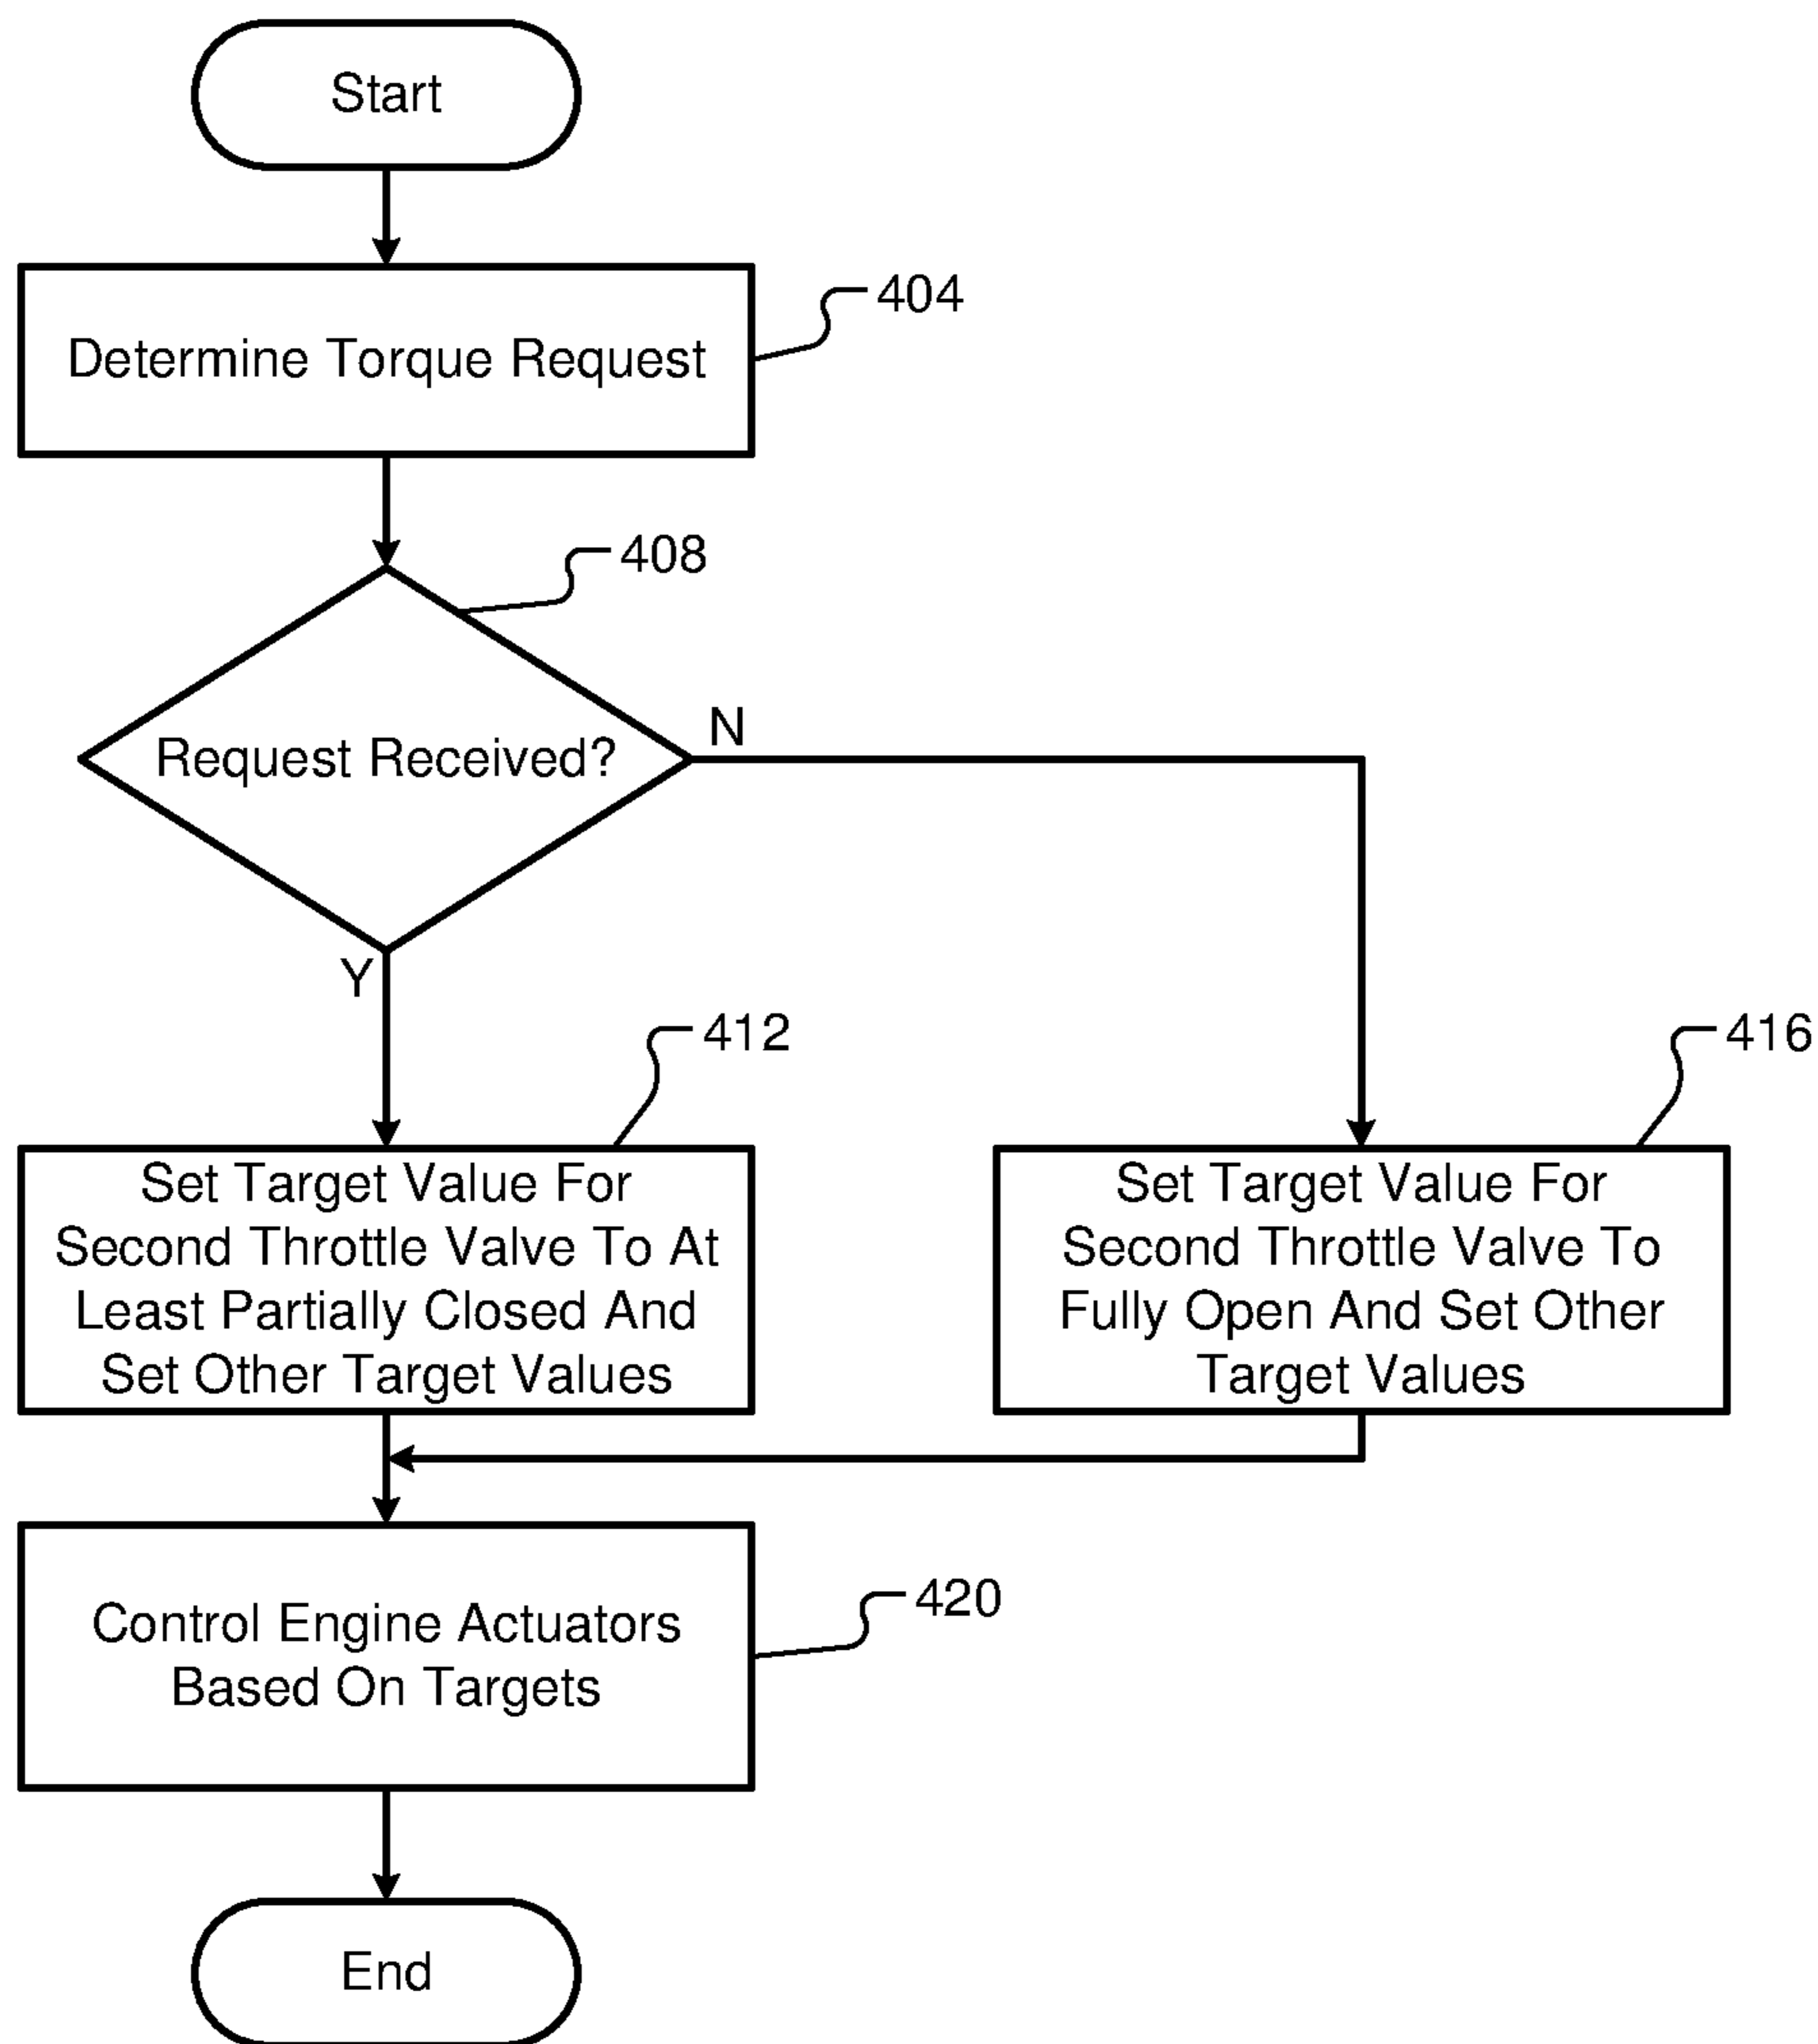 Start
Determine Torque Request
404
408
Request Received?
N
Y
412
416
Set Target Value For
Second Throttle Valve To At
Least Partially Closed And
Set Other Target Values
Set Target Value For
Second Throttle Valve To
Fully Open And Set Other
Target Values
Control Engine Actuators
Based On Targets
420
End